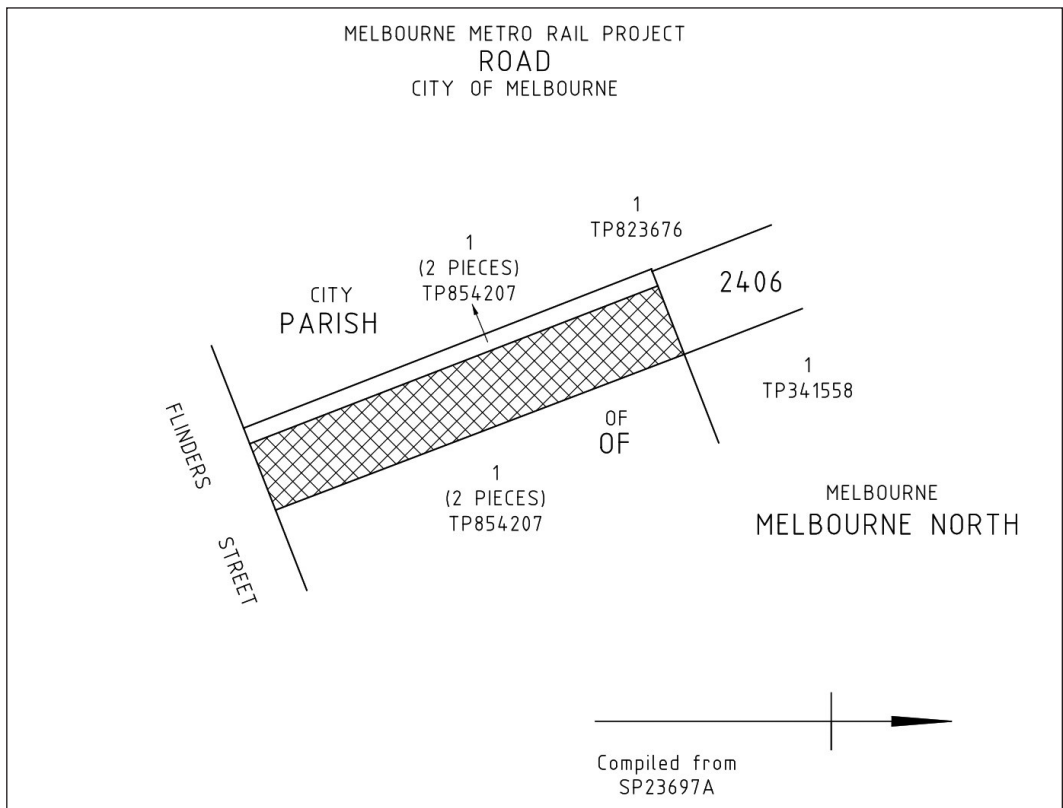 MELBOURNE METRO RAIL PROJECT
ROAD
CITY OF MELBOURNE
1
TP823676
1
(2 PIECES)
TP854207
2406
CITY
PARISH
1
TP341558
FLINDERS
STREET
OF
OF
1
(2 PIECES)
TP854207
MELBOURNE
MELBOURNE NORTH
Compiled from
SP23697A